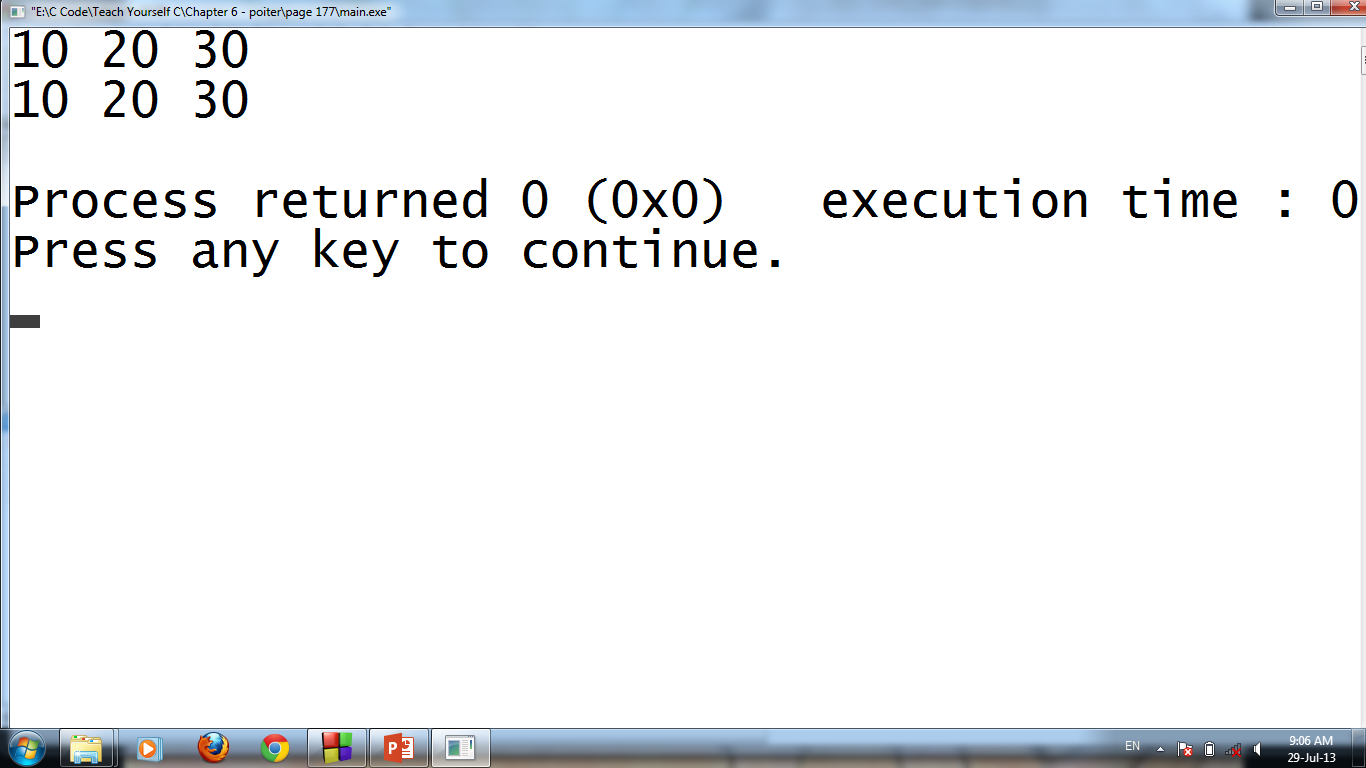 "E:\C Code\Teach Yourself C\Chapter 6 - poiter\page 177\main.exe"
10 20 30
10 20 30
Process returned 0 (0x0)   execution time : 0
Press any key to continue.
EN
9:06 AM
29-Jul-13